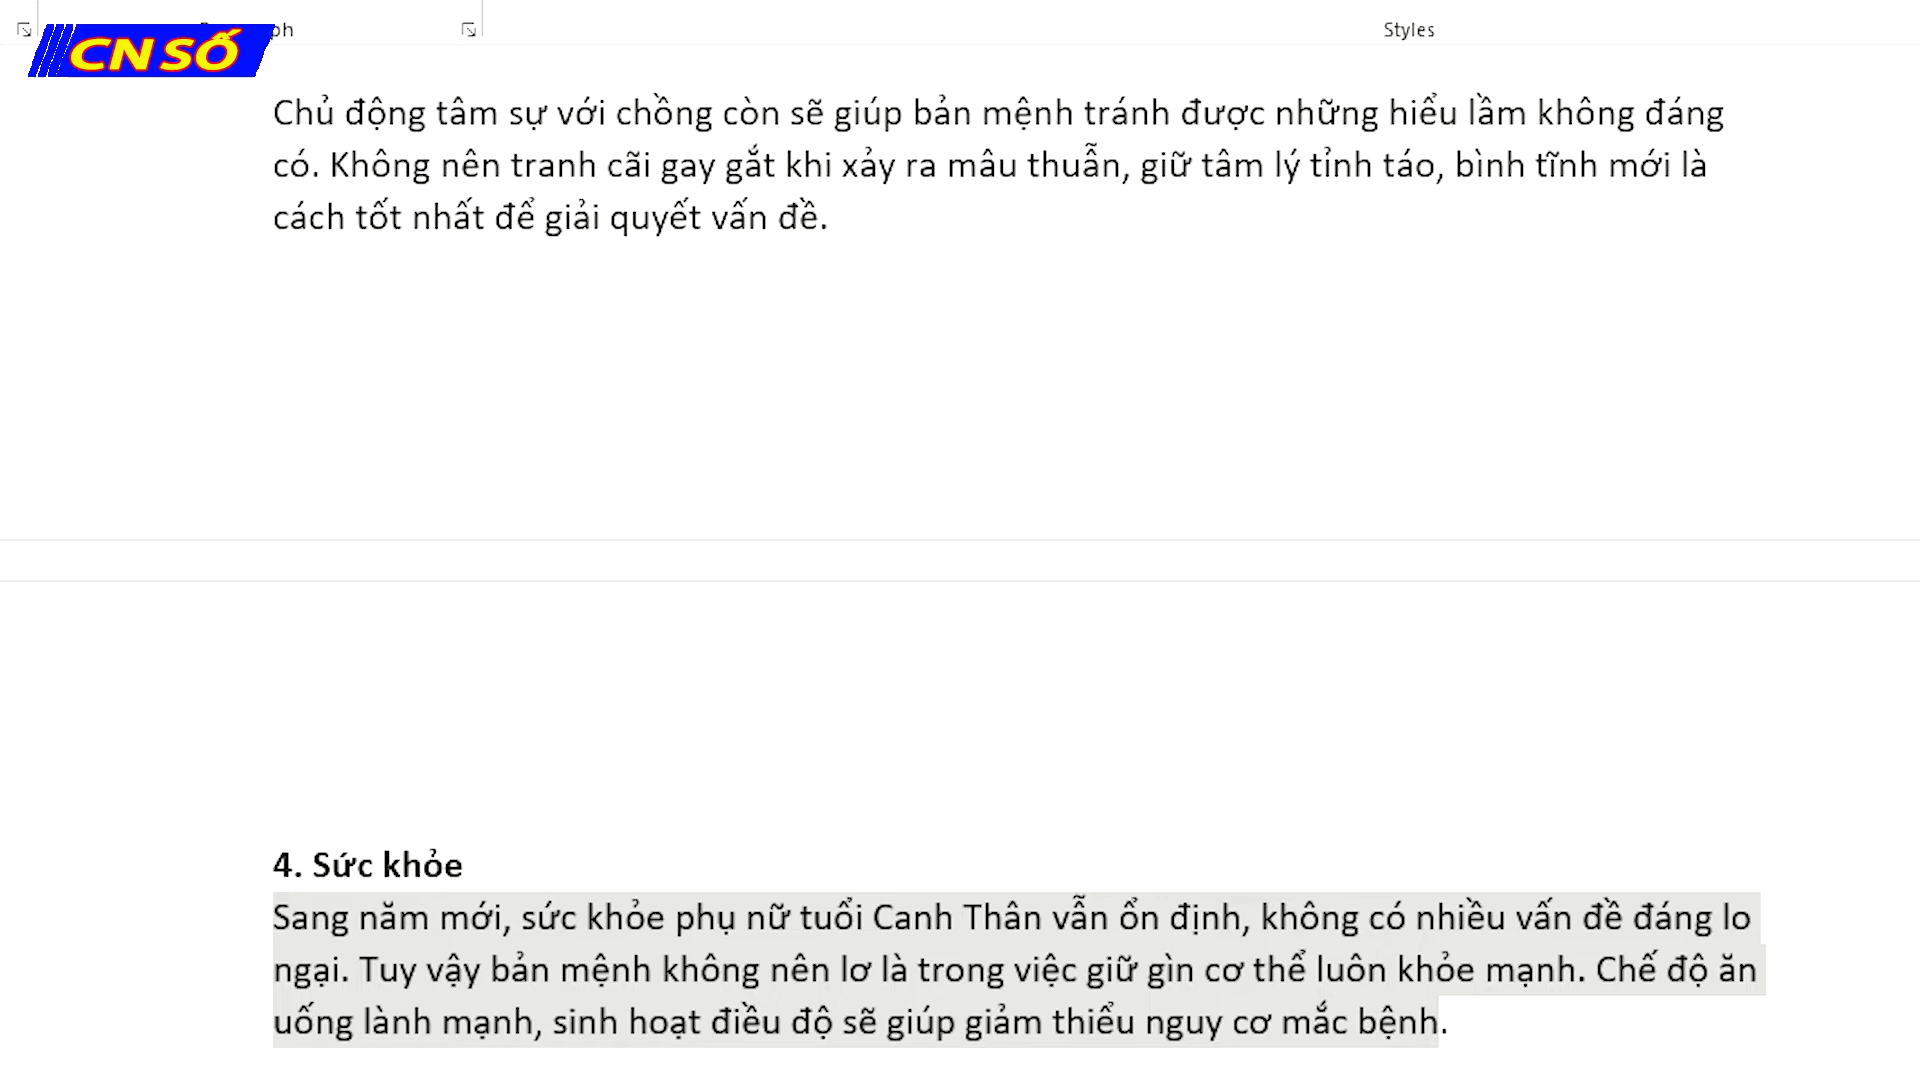 Styles
CN SỐ
Chủ động tâm sự với chồng còn sẽ giúp bản mệnh tránh được những hiểu lầm không đáng
có. Không nên tranh cãi gay gắt khi xảy ra mâu thuẫn, giữ tâm lý tỉnh táo, bình tĩnh mới là
cách tốt nhất để giải quyết vấn đề.
4. Sức khỏe
Sang năm mới, sức khỏe phụ nữ tuổi Canh Thân vẫn ổn định, không có nhiều vấn đề đáng lo
ngại. Tuy vậy bản mệnh không nên lơ là trong việc giữ gìn cơ thể luôn khỏe mạnh. Chế độ ăn
uống lành mạnh, sinh hoạt điều độ sẽ giúp giảm thiểu nguy cơ mắc bệnh.